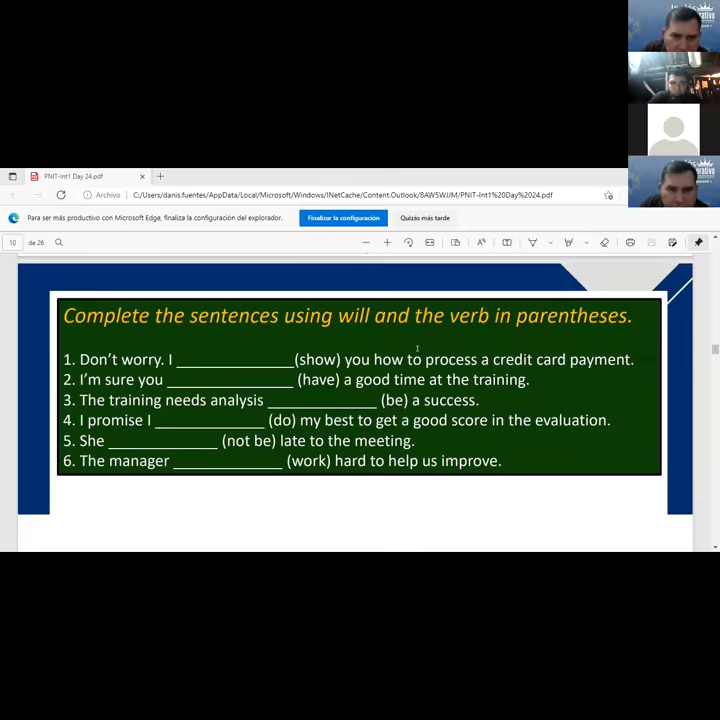 PNIT-Int1 Day 24.pdf
Archivo
C:/Users/danis.fuentes/AppData/Local/Microsoft/Windows/INetCache/Content.Outlook/8AW5WJJM/PNIT-Int1%20Day%2024.pdf
Para ser más productivo con Microsoft Edge, finaliza la configuración del explorador.
Finalizar la configuración
Quizás más tarde
10 de 26
Complete the sentences using will and the verb in parentheses.
1. Don't worry. I ______________(show) you how to process a credit card payment.
2. I'm sure you _______________ (have) a good time at the training.
3. The training needs analysis _____________ (be) a success.
4. I promise I _____________ (do) my best to get a good score in the evaluation.
5. She _____________ (not be) late to the meeting.
6. The manager _____________ (work) hard to help us improve.